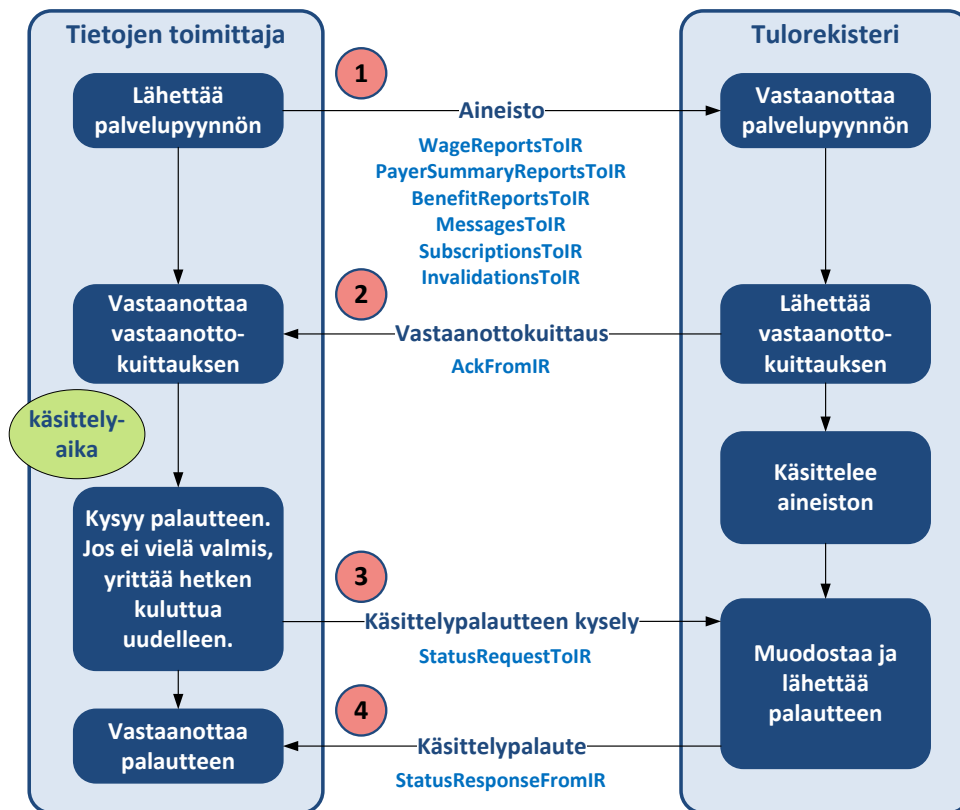 Tietojen toimittaja
Tulorekisteri
1
Lähettää
palvelupyynnön
Aineisto
Vastaanottaa
palvelupyynnön
WageReportsToIR
PayerSummaryReportsToIR
BenefitReportsToIR
MessagesToIR
SubscriptionsToIR
InvalidationsToIR
2
Vastaanottaa
vastaanotto-
kuittauksen
Vastaanottokuittaus
AckFromIR
Lähettää
vastaanotto-
kuittauksen
käsittely-
aika
Käsittelee
aineiston
Kysyy palautteen.
Jos ei vielä valmis,
yrittää hetken
kuluttua
uudelleen.
3
Käsittelypalautteen kysely
StatusRequestToIR
Muodostaa ja
lähettää
palautteen
4
Vastaanottaa
palautteen
Käsittelypalaute
StatusResponseFromIR